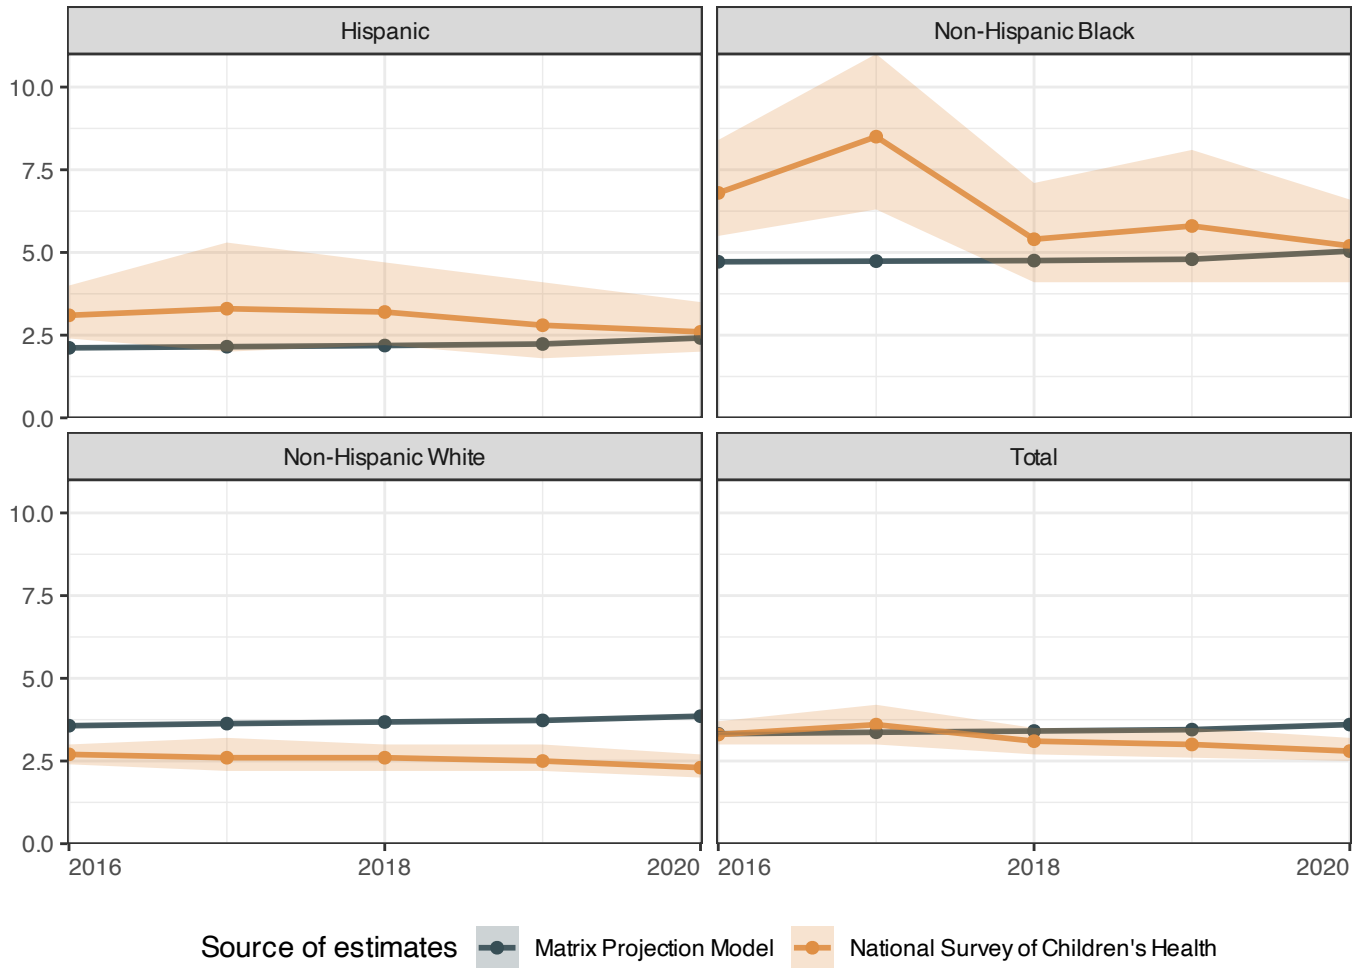 Hispanic
Non-Hispanic Black
10.0
7.5
5.0
2.5
0.0
Non-Hispanic White
Total
10.0
7.5
5.0
2.5
0.0
2016
2018
2020
2016
2018
2020
Source of estimates
Matrix Projection Model
National Survey of Children's Health